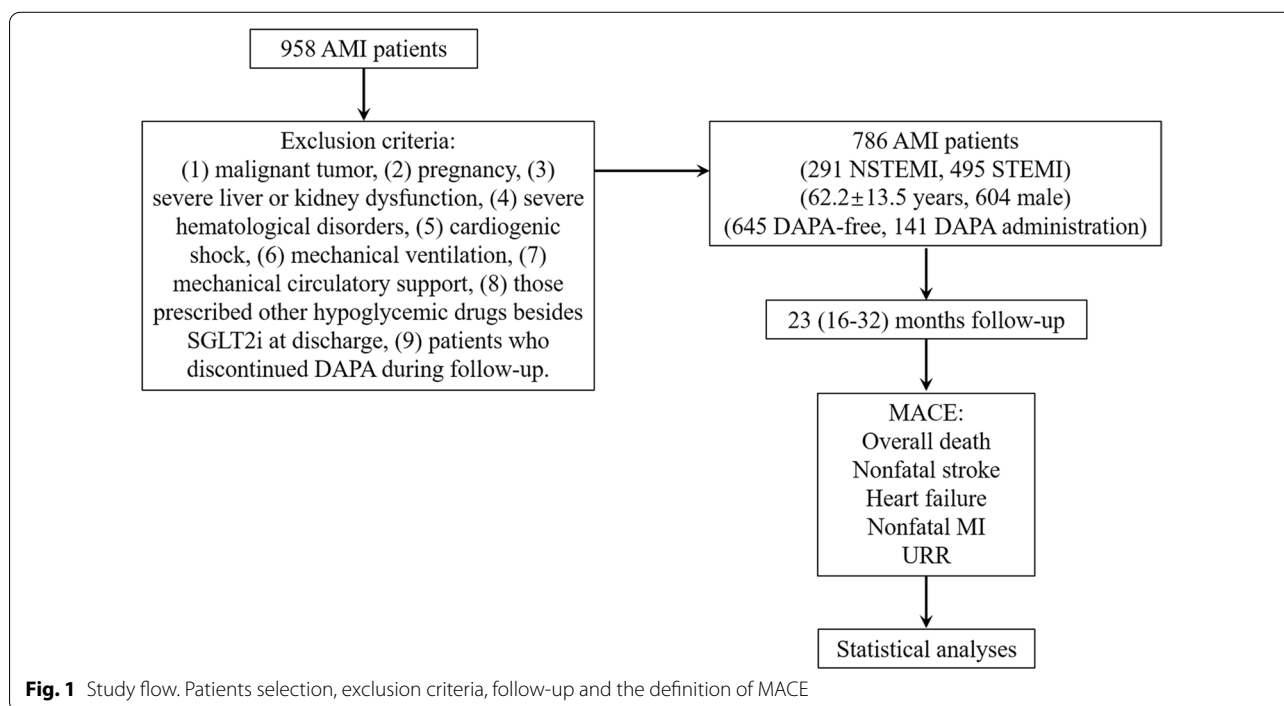 958 AMI patients
Exclusion criteria:
(1) malignant tumor, (2) pregnancy, (3)
severe liver or kidney dysfunction, (4) severe
hematological disorders, (5) cardiogenic
shock, (6) mechanical ventilation, (7)
mechanical circulatory support, (8) those
prescribed other hypoglycemic drugs besides
SGLT2i at discharge, (9) patients who
discontinued DAPA during follow-up.
786 AMI patients
(291 NSTEMI, 495 STEMI)
(62.2±13.5 years, 604 male)
(645 DAPA-free, 141 DAPA administration)
23 (16-32) months follow-up
MACE:
Overall death
Nonfatal stroke
Heart failure
Nonfatal MI
URR
Statistical analyses
Fig. 1 Study flow. Patients selection, exclusion criteria, follow-up and the definition of MACE